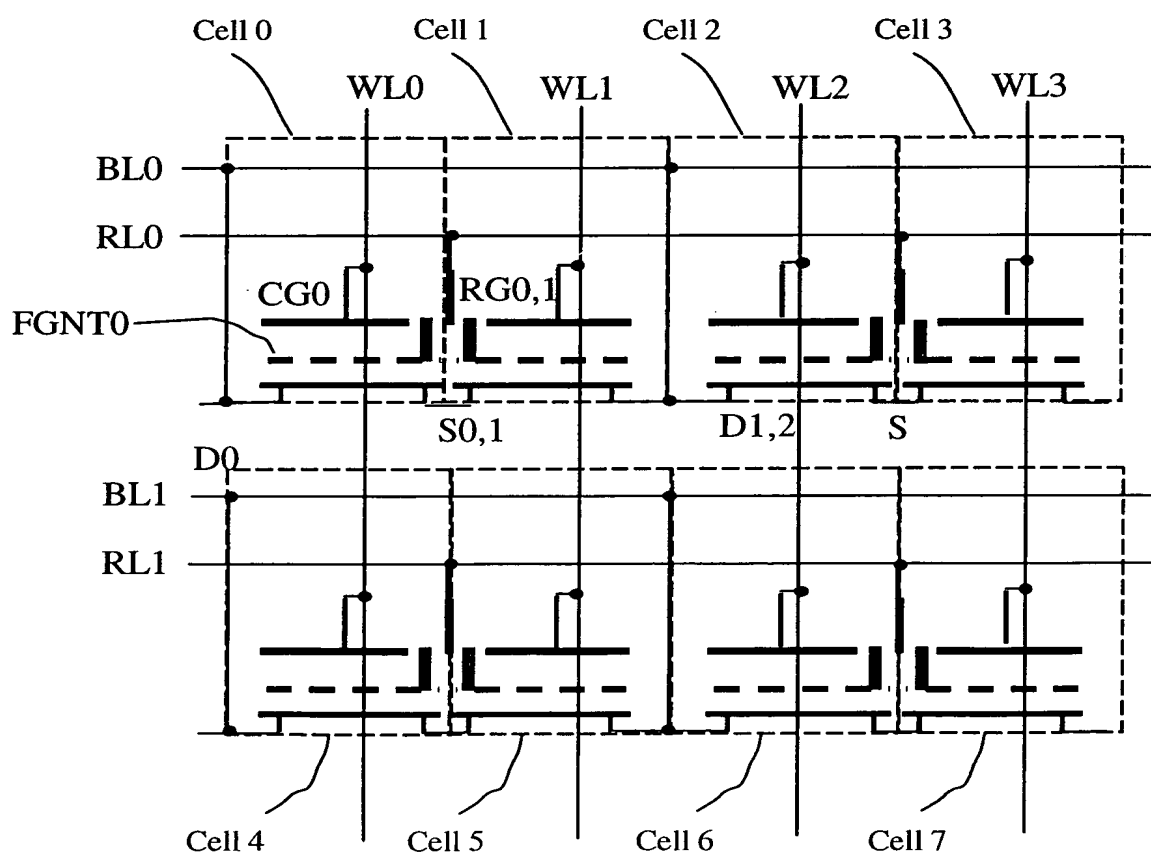 Cell 0
Cell 1
Cell 2
Cell 3
WL0
WL1
WL2
WL3
BL0
RL0
CG0
RG0,1
FGNT0
S0,1
D1,2
S
D0
BL1
RL1
Cell 4
Cell 5
Cell 6
Cell 7